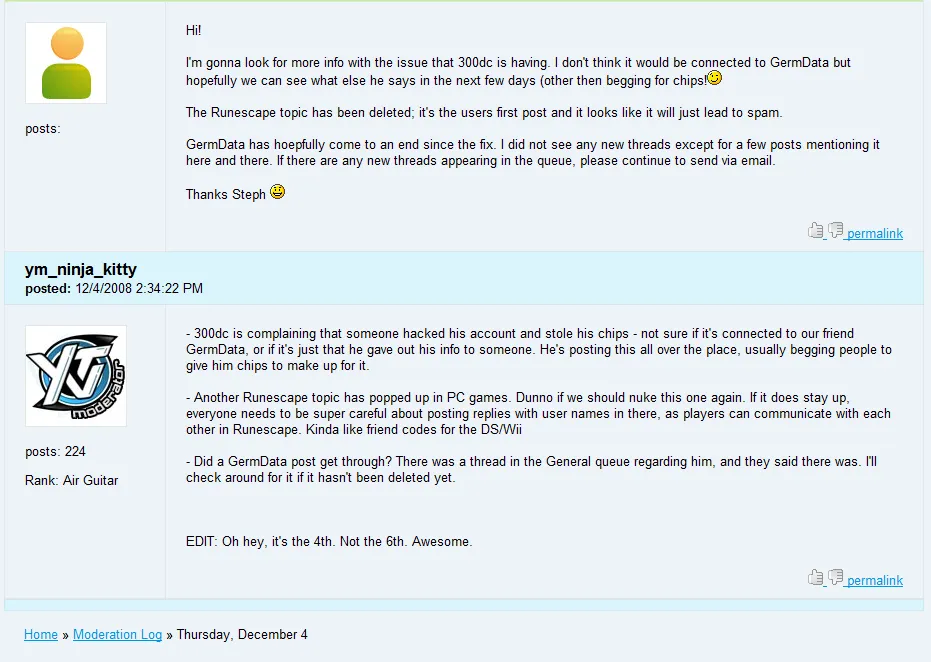 Hi!
I'm gonna look for more info with the issue that 300dc is having. I don't think it would be connected to GermData but
hopefully we can see what else he says in the next few days (other then begging for chips!
posts:
The Runescape topic has been deleted; it's the users first post and it looks like it will just lead to spam.
GermData has hoepfully come to an end since the fix. I did not see any new threads except for a few posts mentioning it
here and there. If there are any new threads appearing in the queue, please continue to send via email.
Thanks Steph
permalink
ym_ninja_kitty
posted: 12/4/2008 2:34:22 PM
YTV
moderator
posts: 224
Rank: Air Guitar
- 300dc is complaining that someone hacked his account and stole his chips - not sure if it's connected to our friend
GermData, or if it's just that he gave out his info to someone. He's posting this all over the place, usually begging people to
give him chips to make up for it.
- Another Runescape topic has popped up in PC games. Dunno if we should nuke this one again. If it does stay up,
everyone needs to be super careful about posting replies with user names in there, as players can communicate with each
other in Runescape. Kinda like friend codes for the DS/Wii
- Did a GermData post get through? There was a thread in the General queue regarding him, and they said there was. I'll
check around for it if it hasn't been deleted yet.
EDIT: Oh hey, it's the 4th. Not the 6th. Awesome.
permalink
Home » Moderation Log » Thursday, December 4